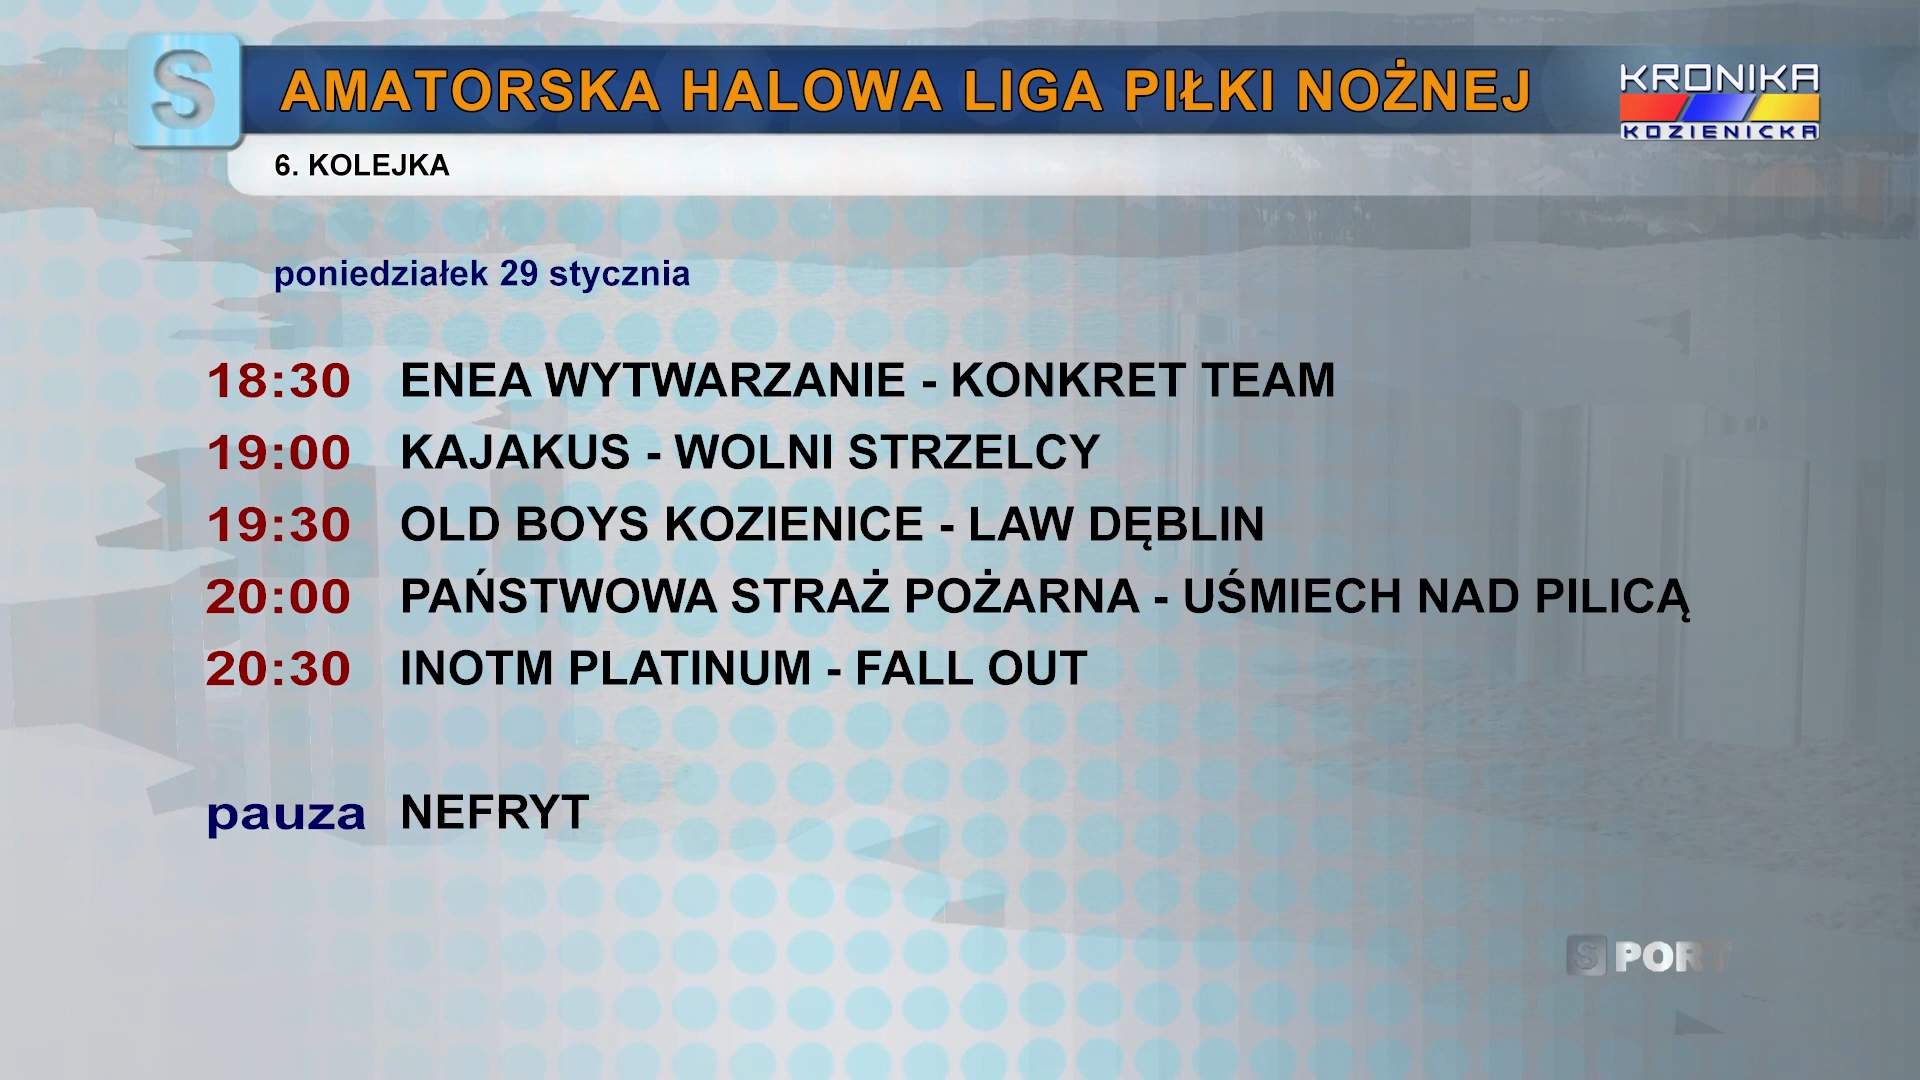 S AMATORSKA HALOWA LIGA PIŁKI NOŻNEJ
KRONIKA
KOZIENICKA
6. KOLEJKA
poniedziałek 29 stycznia
18:30 ENEA WYTWARZANIE - KONKRET TEAM
19:00 KAJAKUS - WOLNI STRZELCY
19:30 OLD BOYS KOZIENICE - LAW DĘBLIN
20:00 PAŃSTWOWA STRAŻ POŻARNA - UŚMIECH NAD PILICĄ
20:30 INOTM PLATINUM - FALL OUT
pauza NEFRYT
SPORT